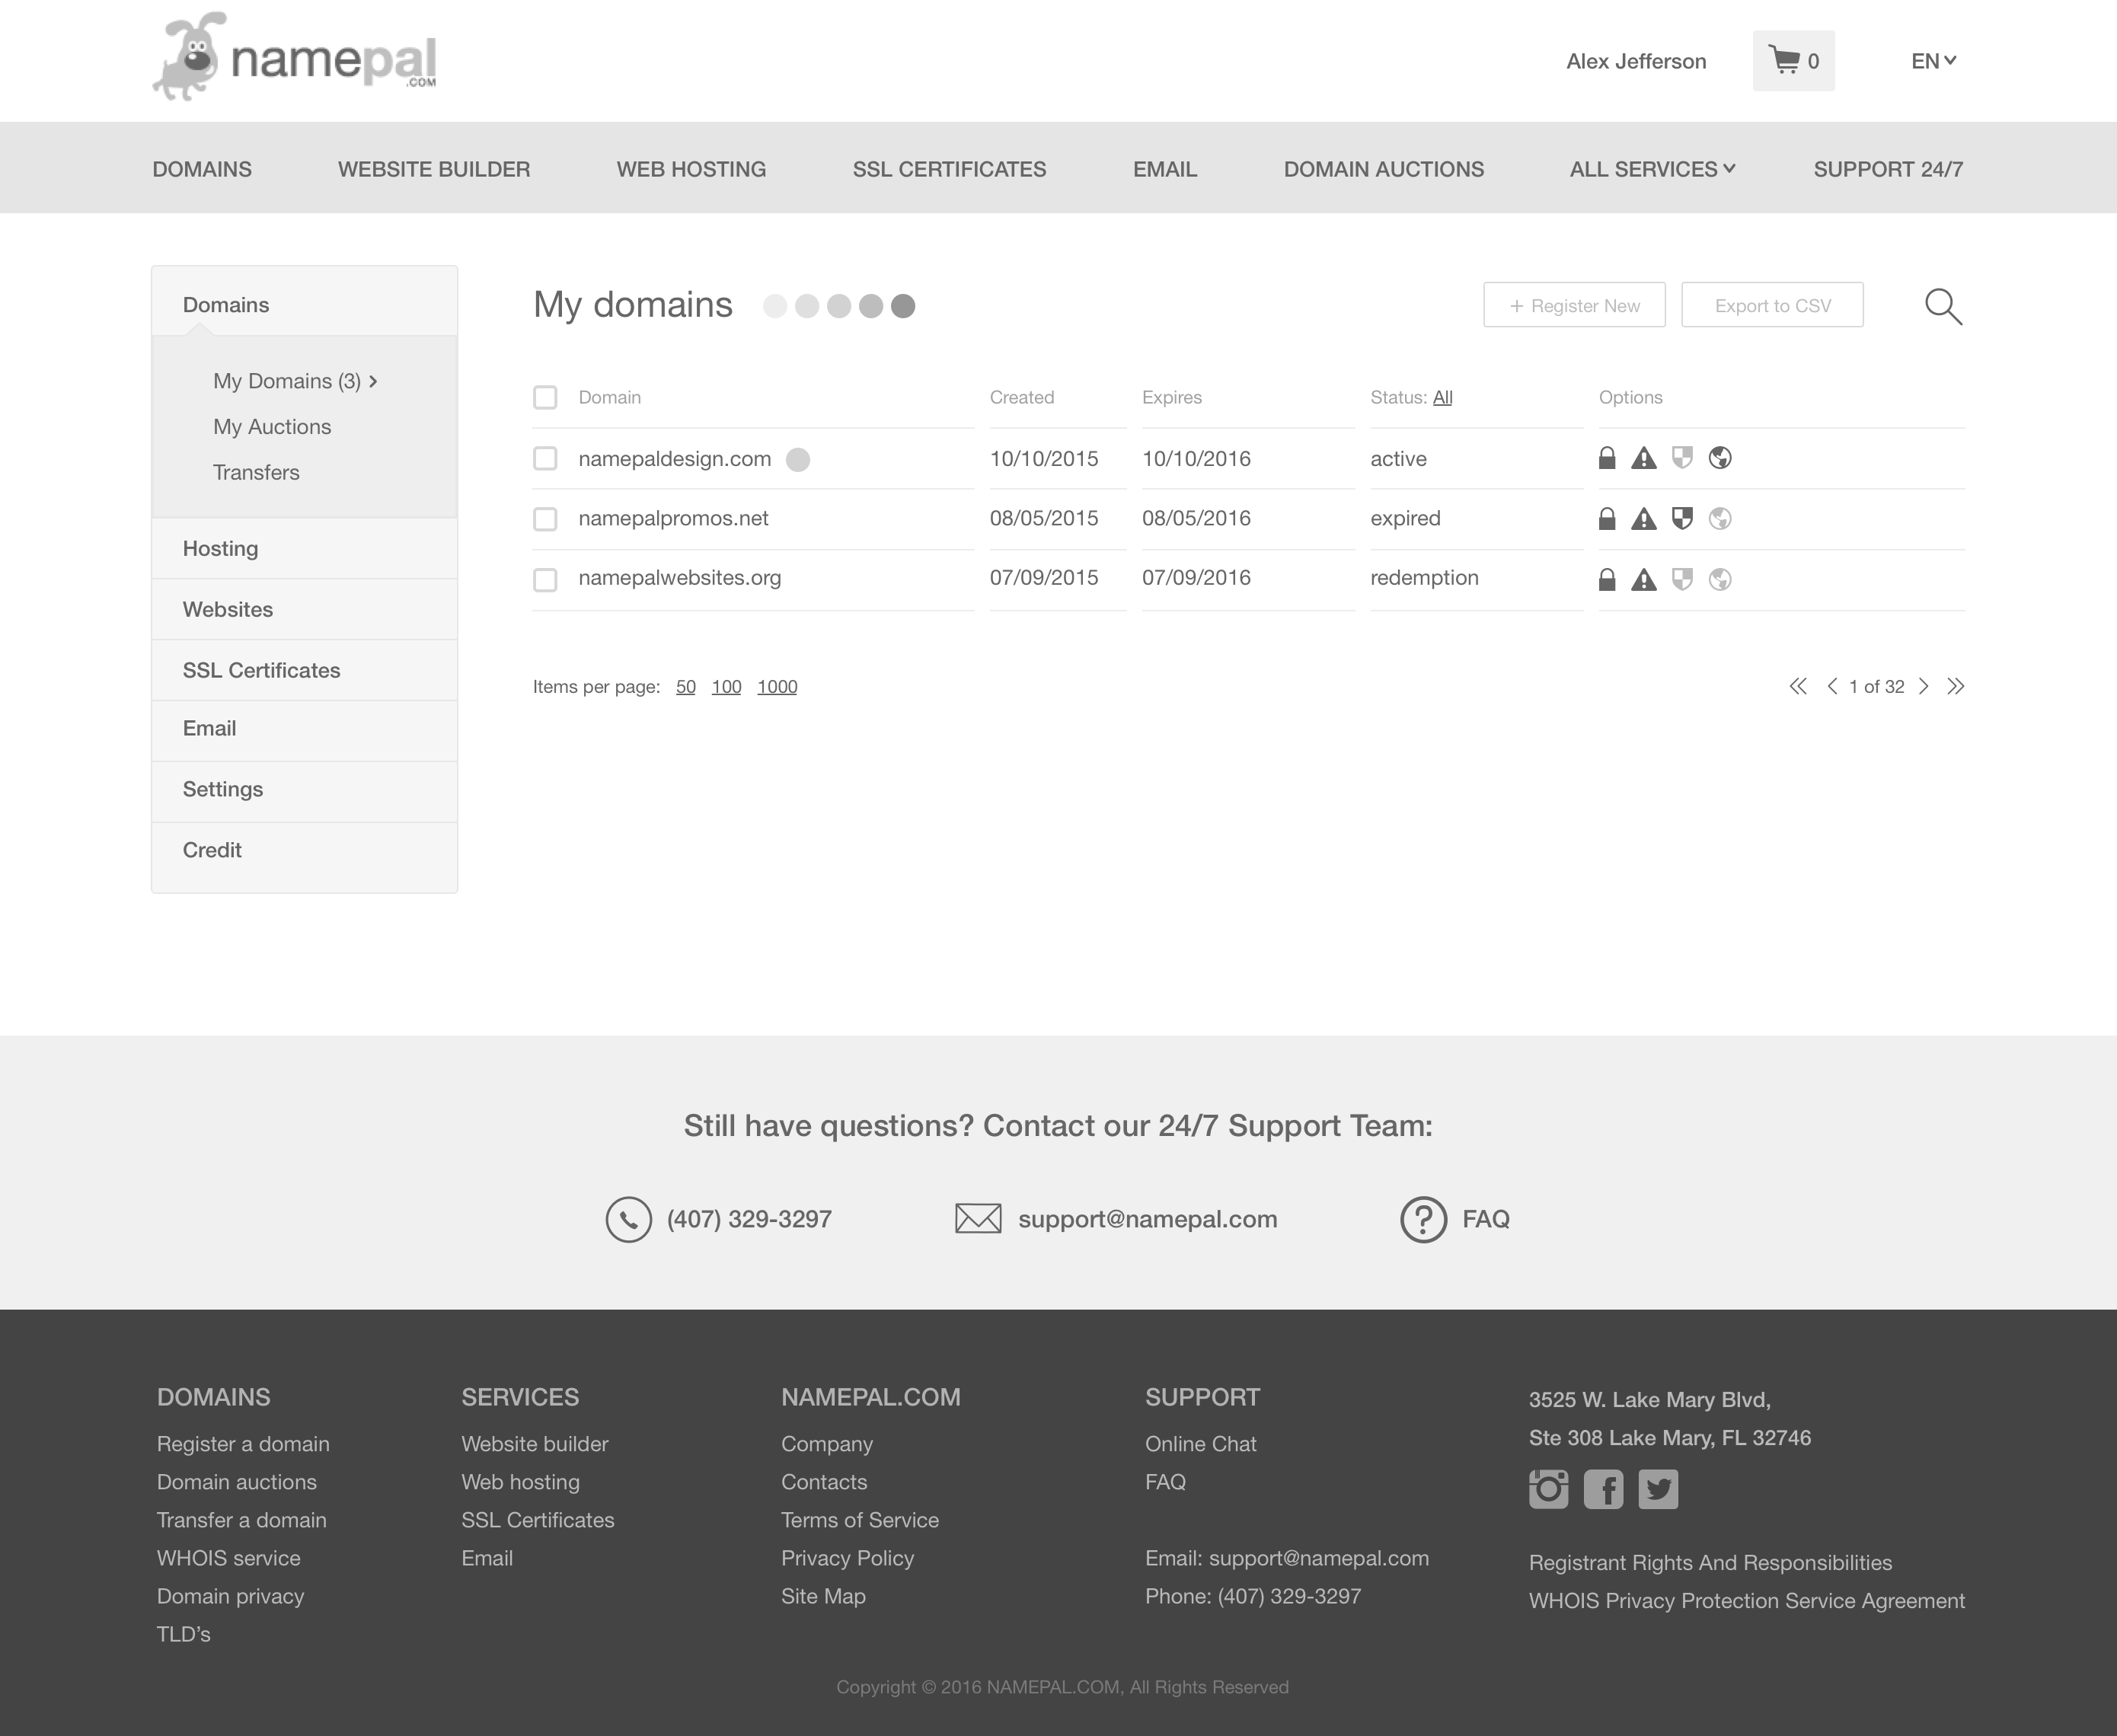 namepal
.COM
Alex Jefferson
0
EN
DOMAINS WEBSITE BUILDER WEB HOSTING SSL CERTIFICATES EMAIL DOMAIN AUCTIONS ALL SERVICES SUPPORT 24/7
Domains
My Domains (3)
My Auctions
Transfers
Hosting
Websites
SSL Certificates
Email
Settings
Credit
My domains
+ Register New
Export to CSV
Domain Created Expires Status: All Options
namepaldesign.com 10/10/2015 10/10/2016 active
namepalpromos.net 08/05/2015 08/05/2016 expired
namepalwebsites.org 07/09/2015 07/09/2016 redemption
Items per page: 50 100 1000
1 of 32
Still have questions? Contact our 24/7 Support Team:
(407) 329-3297
support@namepal.com
FAQ
DOMAINS
Register a domain
Domain auctions
Transfer a domain
WHOIS service
Domain privacy
TLD’s
SERVICES
Website builder
Web hosting
SSL Certificates
Email
NAMEPAL.COM
Company
Contacts
Terms of Service
Privacy Policy
Site Map
SUPPORT
Online Chat
FAQ
Email: support@namepal.com
Phone: (407) 329-3297
3525 W. Lake Mary Blvd,
Ste 308 Lake Mary, FL 32746
Registrant Rights And Responsibilities
WHOIS Privacy Protection Service Agreement
Copyright © 2016 NAMEPAL.COM, All Rights Reserved